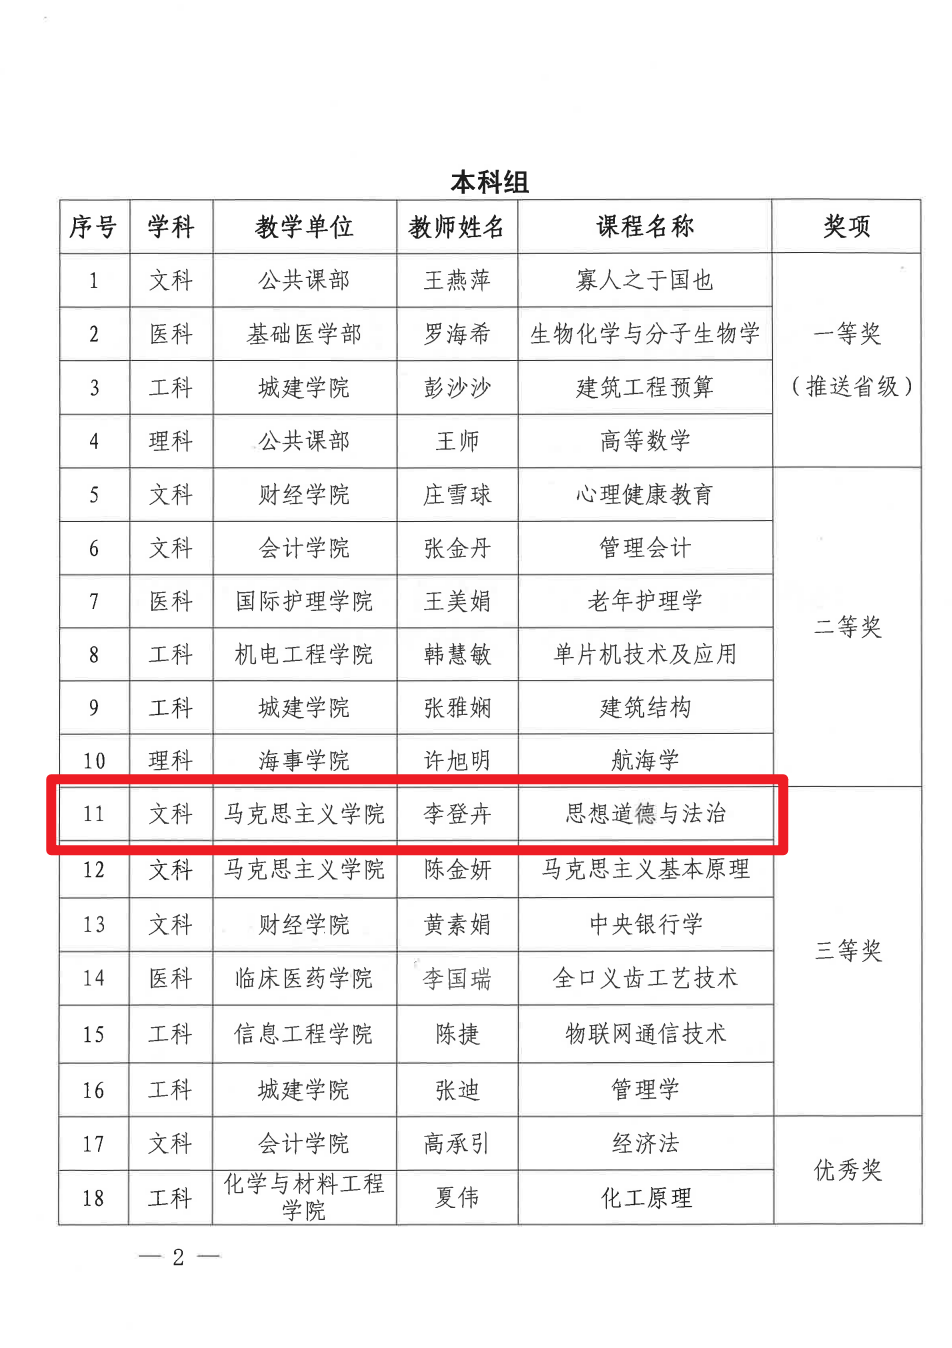 本科组
序号 学科 教学单位 教师姓名 课程名称 奖项
1 文科 公共课部 王燕萍 寡人之于国也
2 医科 基础医学部 罗海希 生物化学与分子生物学 一等奖
3 工科 城建学院 彭沙沙 建筑工程预算 （推送省级）
4 理科 公共课部 王师 高等数学
5 文科 财经学院 庄雪球 心理健康教育
6 文科 会计学院 张金丹 管理会计
7 医科 国际护理学院 王美娟 老年护理学 二等奖
8 工科 机电工程学院 韩慧敏 单片机技术及应用
9 工科 城建学院 张雅娴 建筑结构
10 理科 海事学院 许旭明 航海学
11 文科 马克思主义学院 李登卉 思想道德与法治
12 文科 马克思主义学院 陈金妍 马克思主义基本原理
13 文科 财经学院 黄素娟 中央银行学 三等奖
14 医科 临床医药学院 李国瑞 全口义齿工艺技术
15 工科 信息工程学院 陈捷 物联网通信技术
16 工科 城建学院 张迪 管理学
17 文科 会计学院 高承引 经济法 优秀奖
18 工科 化学与材料工程 夏伟 化工原理
学院
— 2 —